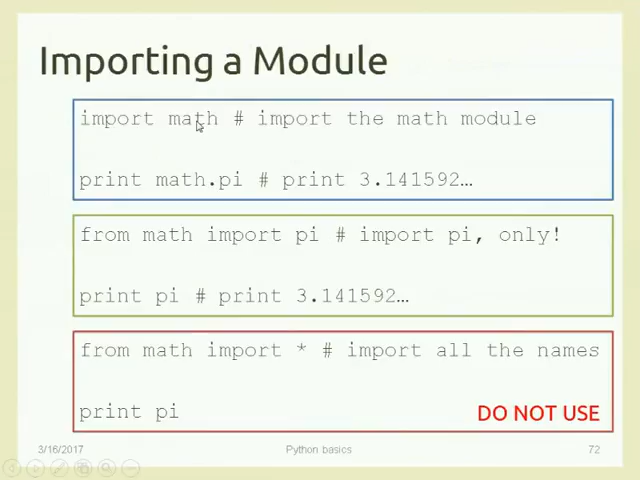 Importing a Module
import math # import the math module
print math.pi # print 3.141592…
from math import pi # import pi, only!
print pi # print 3.141592…
from math import * # import all the names
print pi
DO NOT USE
3/16/2017
Python basics
72